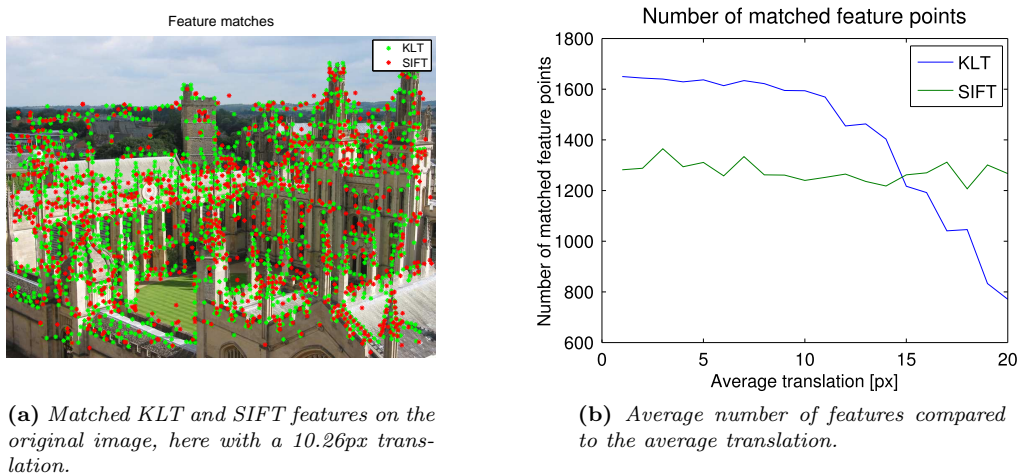 Feature matches
KLT
SIFT
(a) Matched KLT and SIFT features on the
original image, here with a 10.26px trans-
lation.
Number of matched feature points
Number of matched feature points
1800
1600
1400
1200
1000
800
600
0
5
10
15
20
Average translation [px]
KLT
SIFT
(b) Average number of features compared
to the average translation.